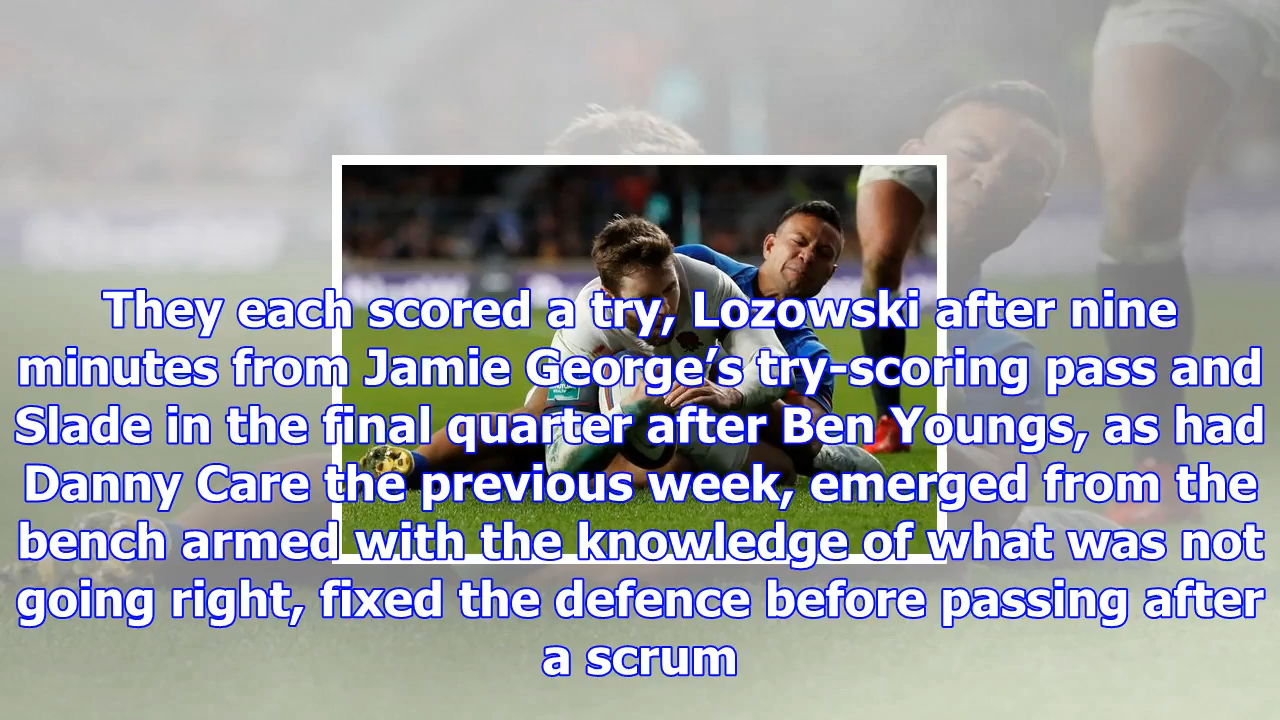 They each scored a try, Lozowski after nine
minutes from Jamie George’s try-scoring pass and
Slade in the final quarter after Ben Youngs, as had
Danny Care the previous week, emerged from the
bench armed with the knowledge of what was not
going right, fixed the defence before passing after
a scrum